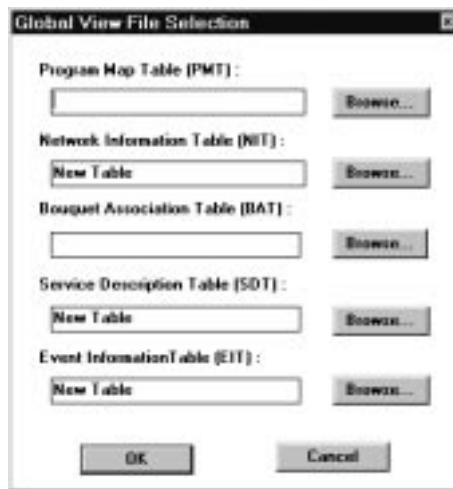 Global View File Selection
Program Map Table (PMT) :
Browse...
Network Information Table (NIT) :
New Table
Browse...
Bouquet Association Table (BAT) :
Browse...
Service Description Table (SDT) :
New Table
Browse...
Event InformationTable (EIT) :
New Table
Browse...
OK
Cancel